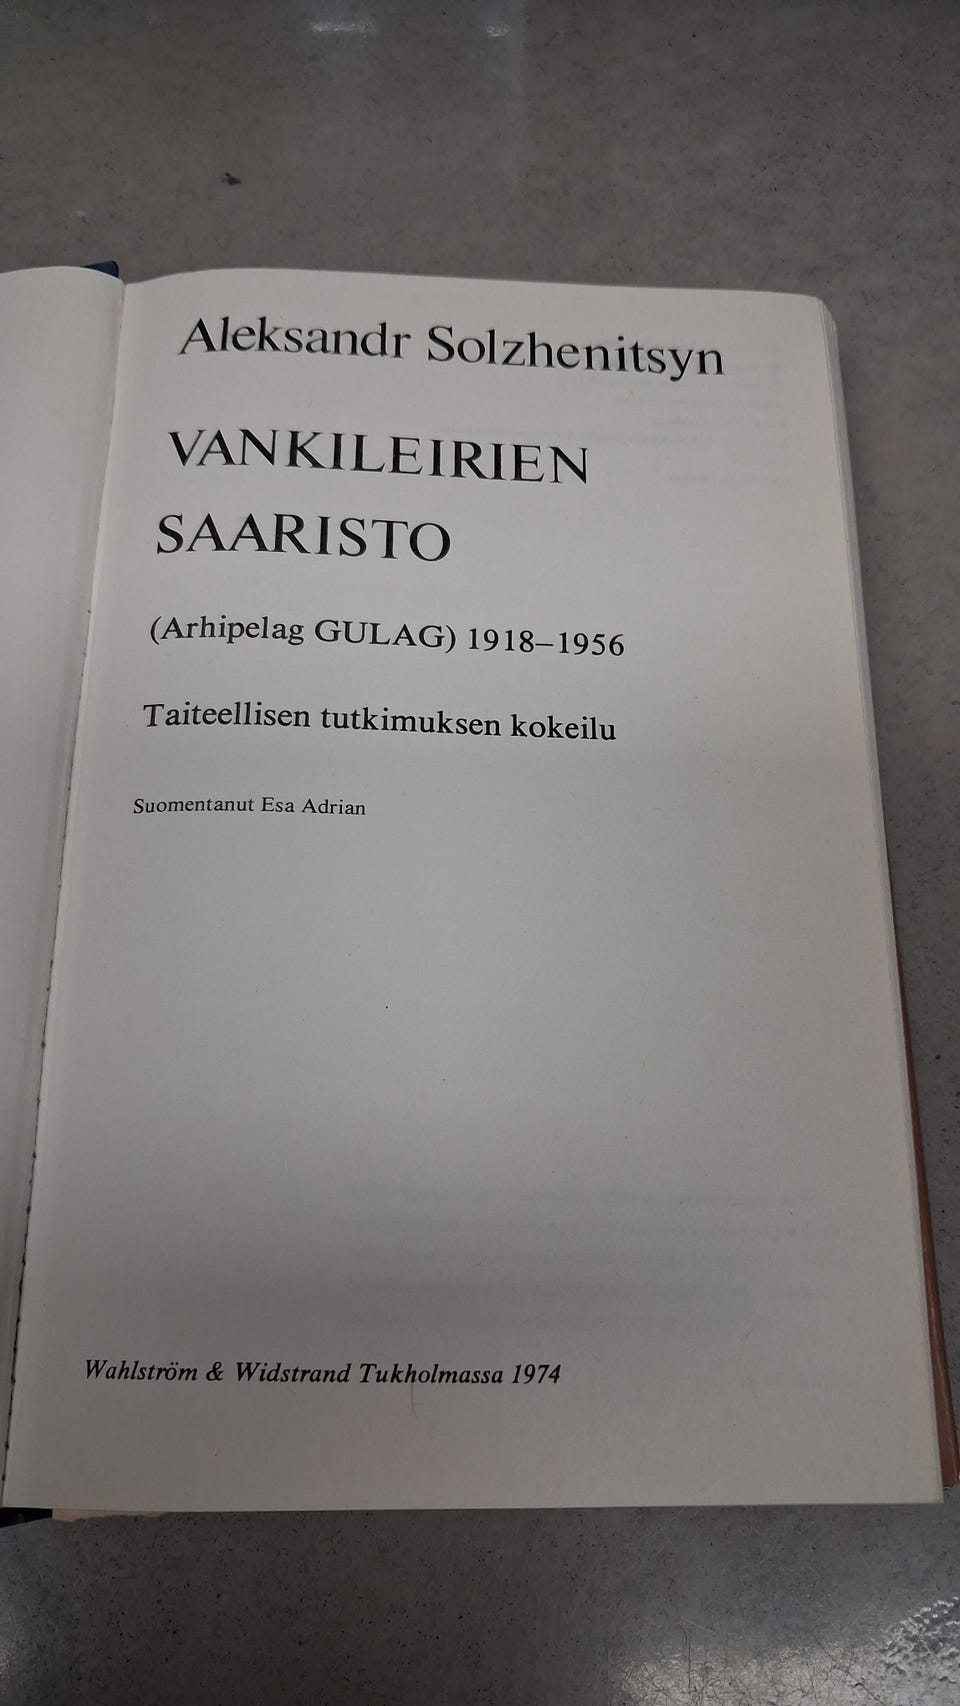 Aleksandr Solzhenitsyn
VANKILEIRIEN
SAARISTO
(Arhipelag GULAG) 1918–1956
Taiteellisen tutkimuksen kokeilu
Suomentanut Esa Adrian
Wahlström & Widstrand Tukholmassa 1974